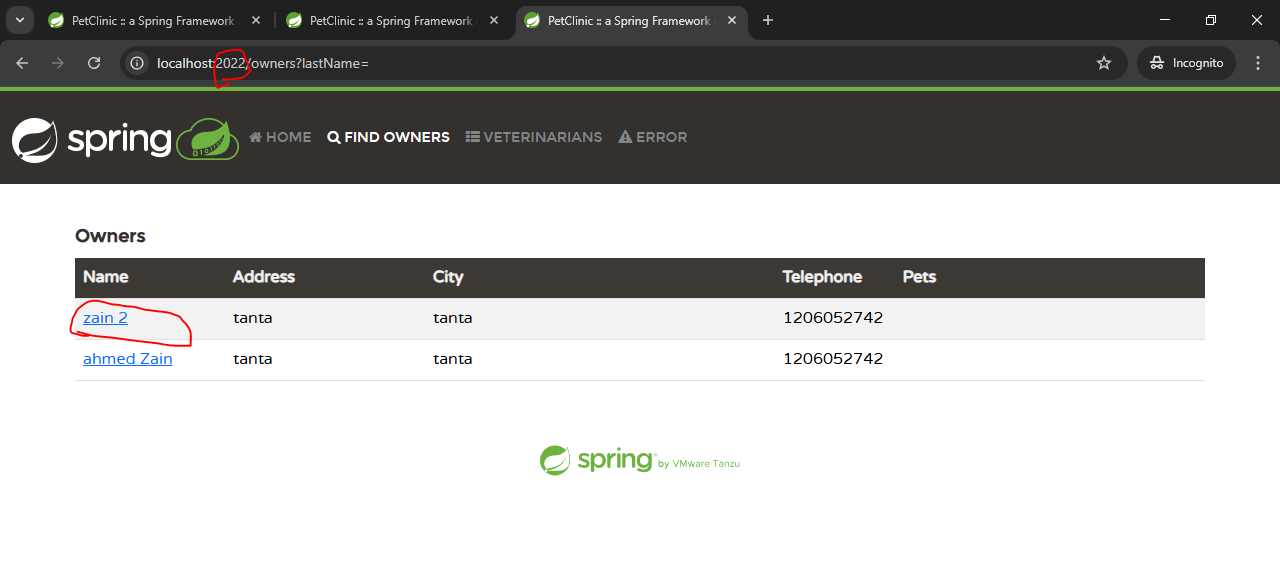 PetClinic :: a Spring Framework PetClinic :: a Spring Framework PetClinic :: a Spring Framework
localhost:2022/owners?lastName= Incognito
spring HOME FIND OWNERS VETERINARIANS ERROR
Owners
Name Address City Telephone Pets
zain 2 tanta tanta 1206052742
ahmed Zain tanta tanta 1206052742
spring by VMware Tanzu